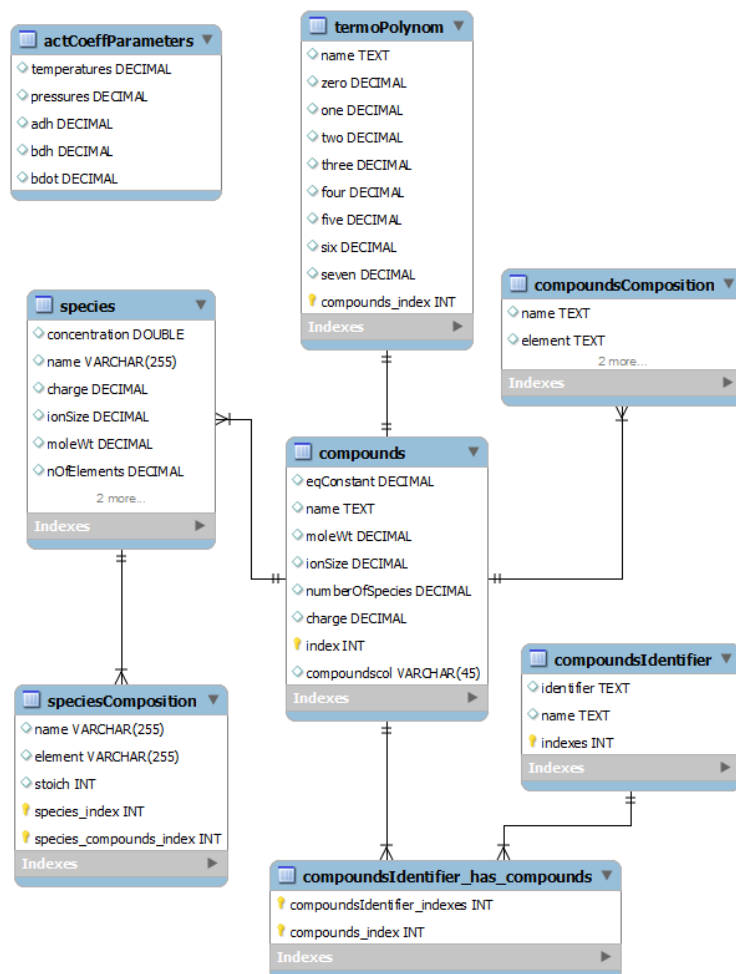 actCoeffParameters
temperatures DECIMAL
pressures DECIMAL
adh DECIMAL
bdh DECIMAL
bdot DECIMAL
termoPolynom
name TEXT
zero DECIMAL
one DECIMAL
two DECIMAL
three DECIMAL
four DECIMAL
five DECIMAL
six DECIMAL
seven DECIMAL
compounds_index INT
Indexes
species
concentration DOUBLE
name VARCHAR(255)
charge DECIMAL
ionSize DECIMAL
moleWt DECIMAL
nOfElements DECIMAL
2 more...
Indexes
compoundsComposition
name TEXT
element TEXT
2 more...
Indexes
compounds
eqConstant DECIMAL
name TEXT
moleWt DECIMAL
ionSize DECIMAL
numberOfSpecies DECIMAL
charge DECIMAL
index INT
compoundscol VARCHAR(45)
Indexes
speciesComposition
name VARCHAR(255)
element VARCHAR(255)
stoich INT
species_index INT
species_compounds_index INT
Indexes
compoundsIdentifier
identifier TEXT
name TEXT
indexes INT
Indexes
compoundsIdentifier_has_compounds
compoundsIdentifier_indexes INT
compounds_index INT
Indexes